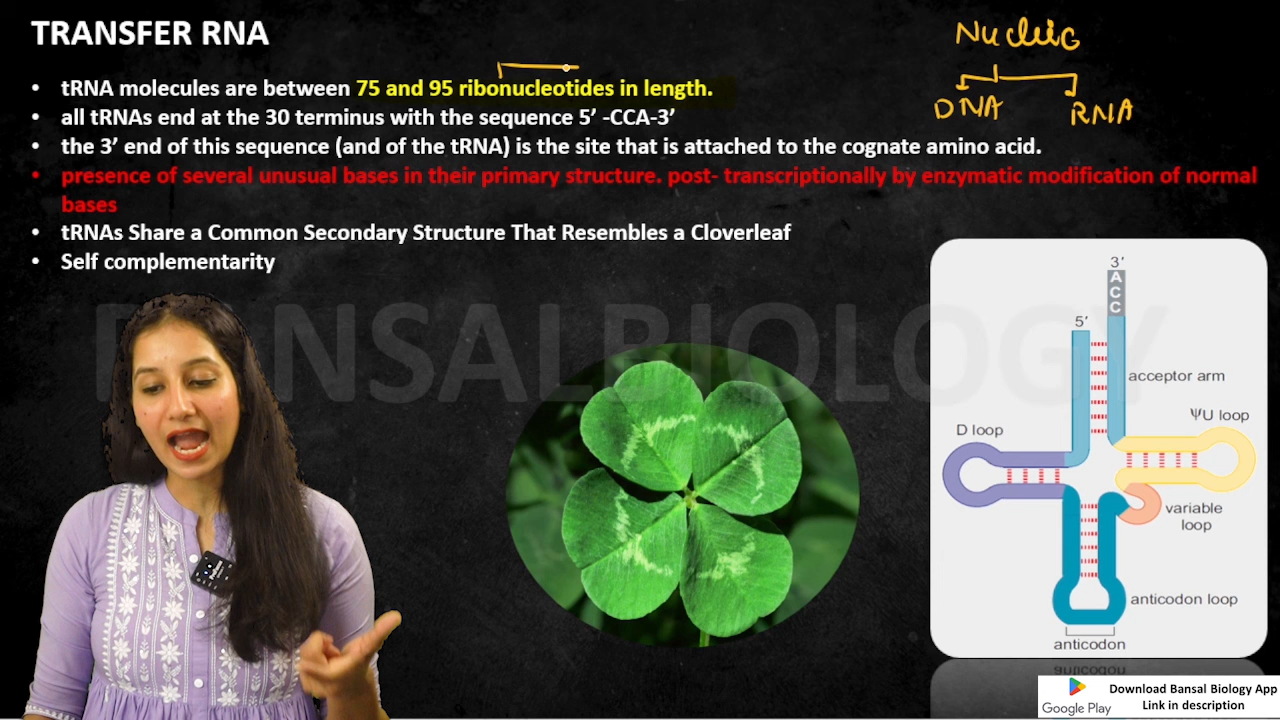 TRANSFER RNA
Nucleic
DNA RNA
• tRNA molecules are between 75 and 95 ribonucleotides in length.
• all tRNAs end at the 30 terminus with the sequence 5’ -CCA-3’
• the 3’ end of this sequence (and of the tRNA) is the site that is attached to the cognate amino acid.
• presence of several unusual bases in their primary structure. post- transcriptionally by enzymatic modification of normal
bases
• tRNAs Share a Common Secondary Structure That Resembles a Cloverleaf
• Self complementarity
BANSALBIOLOGY
3’
A
C
C
5’
acceptor arm
ΨU loop
D loop
variable
loop
anticodon loop
anticodon
Google Play
Download Bansal Biology App
Link in description